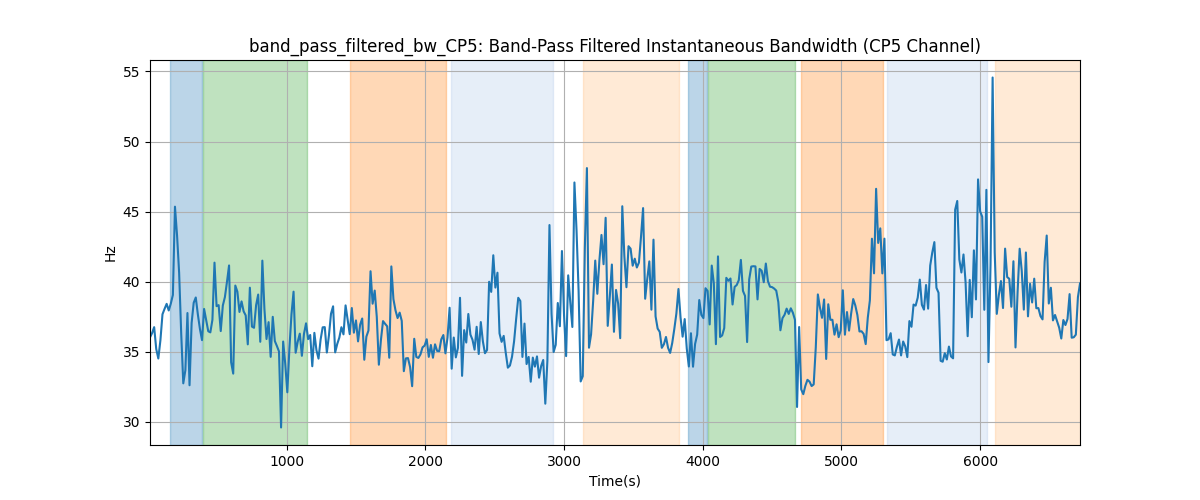 band_pass_filtered_bw_CP5: Band-Pass Filtered Instantaneous Bandwidth (CP5 Channel)
55
50
45
40
35
30
Hz
1000 2000 3000 4000 5000 6000
Time(s)